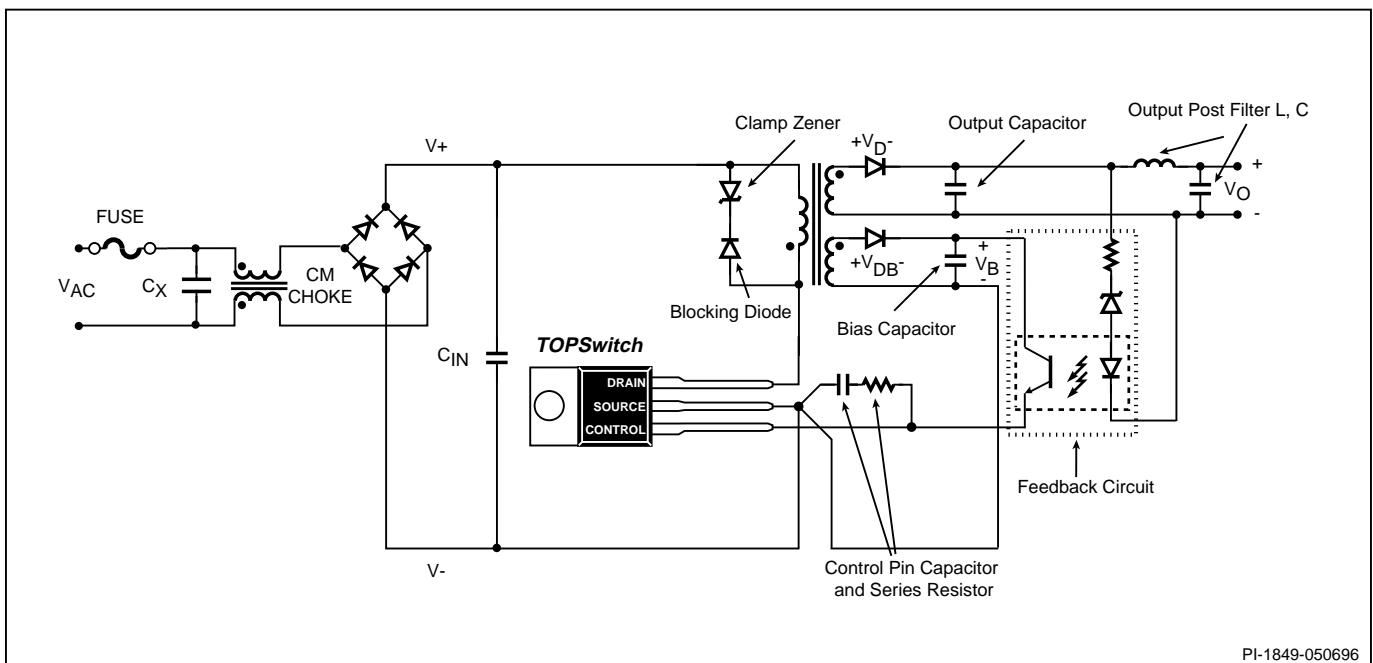 Output Post Filter L, C
Clamp Zener
Output Capacitor
+VD-
V+
+
VO
-
FUSE
CM
CHOKE
VAC
CX
+VDB-
+
VB
-
Blocking Diode
Bias Capacitor
CIN
TOPSwitch
DRAIN
SOURCE
CONTROL
Feedback Circuit
Control Pin Capacitor
and Series Resistor
V-
PI-1849-050696